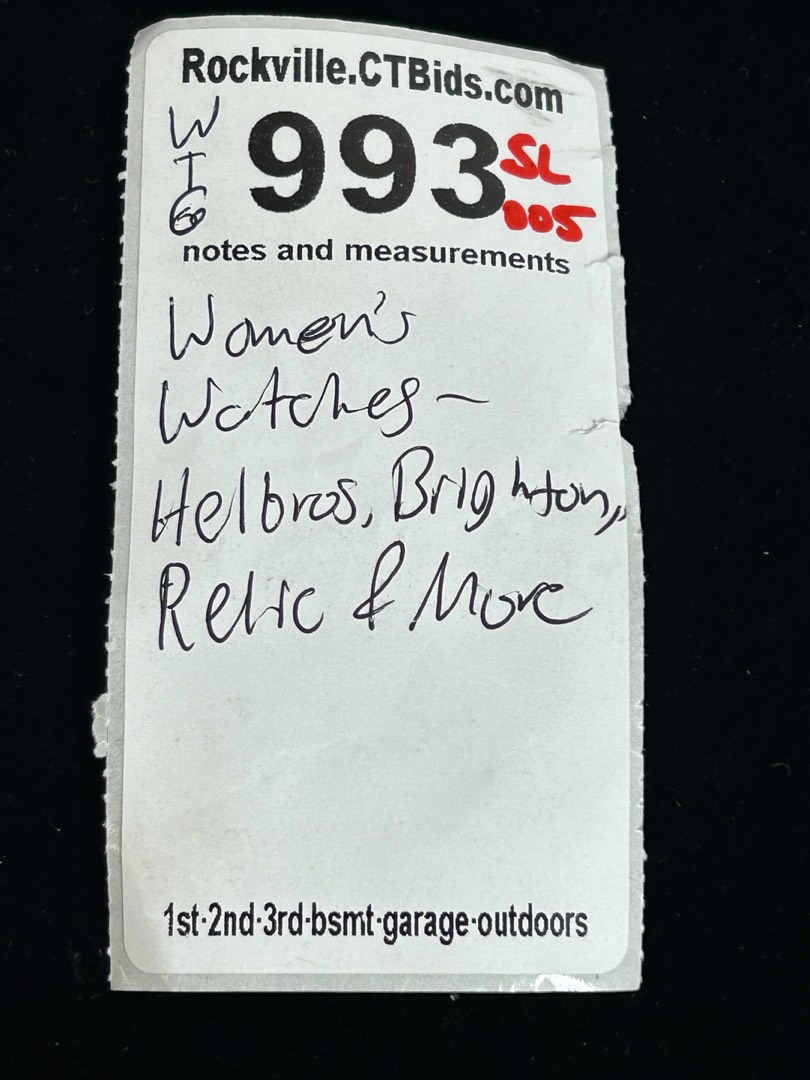 Rockville.CTBids.com
WIG
993
SL
005
notes and measurements
Women's
Watches -
Helbros, Brighton,
Relic & More
1st·2nd·3rd·bsmt·garage·outdoors